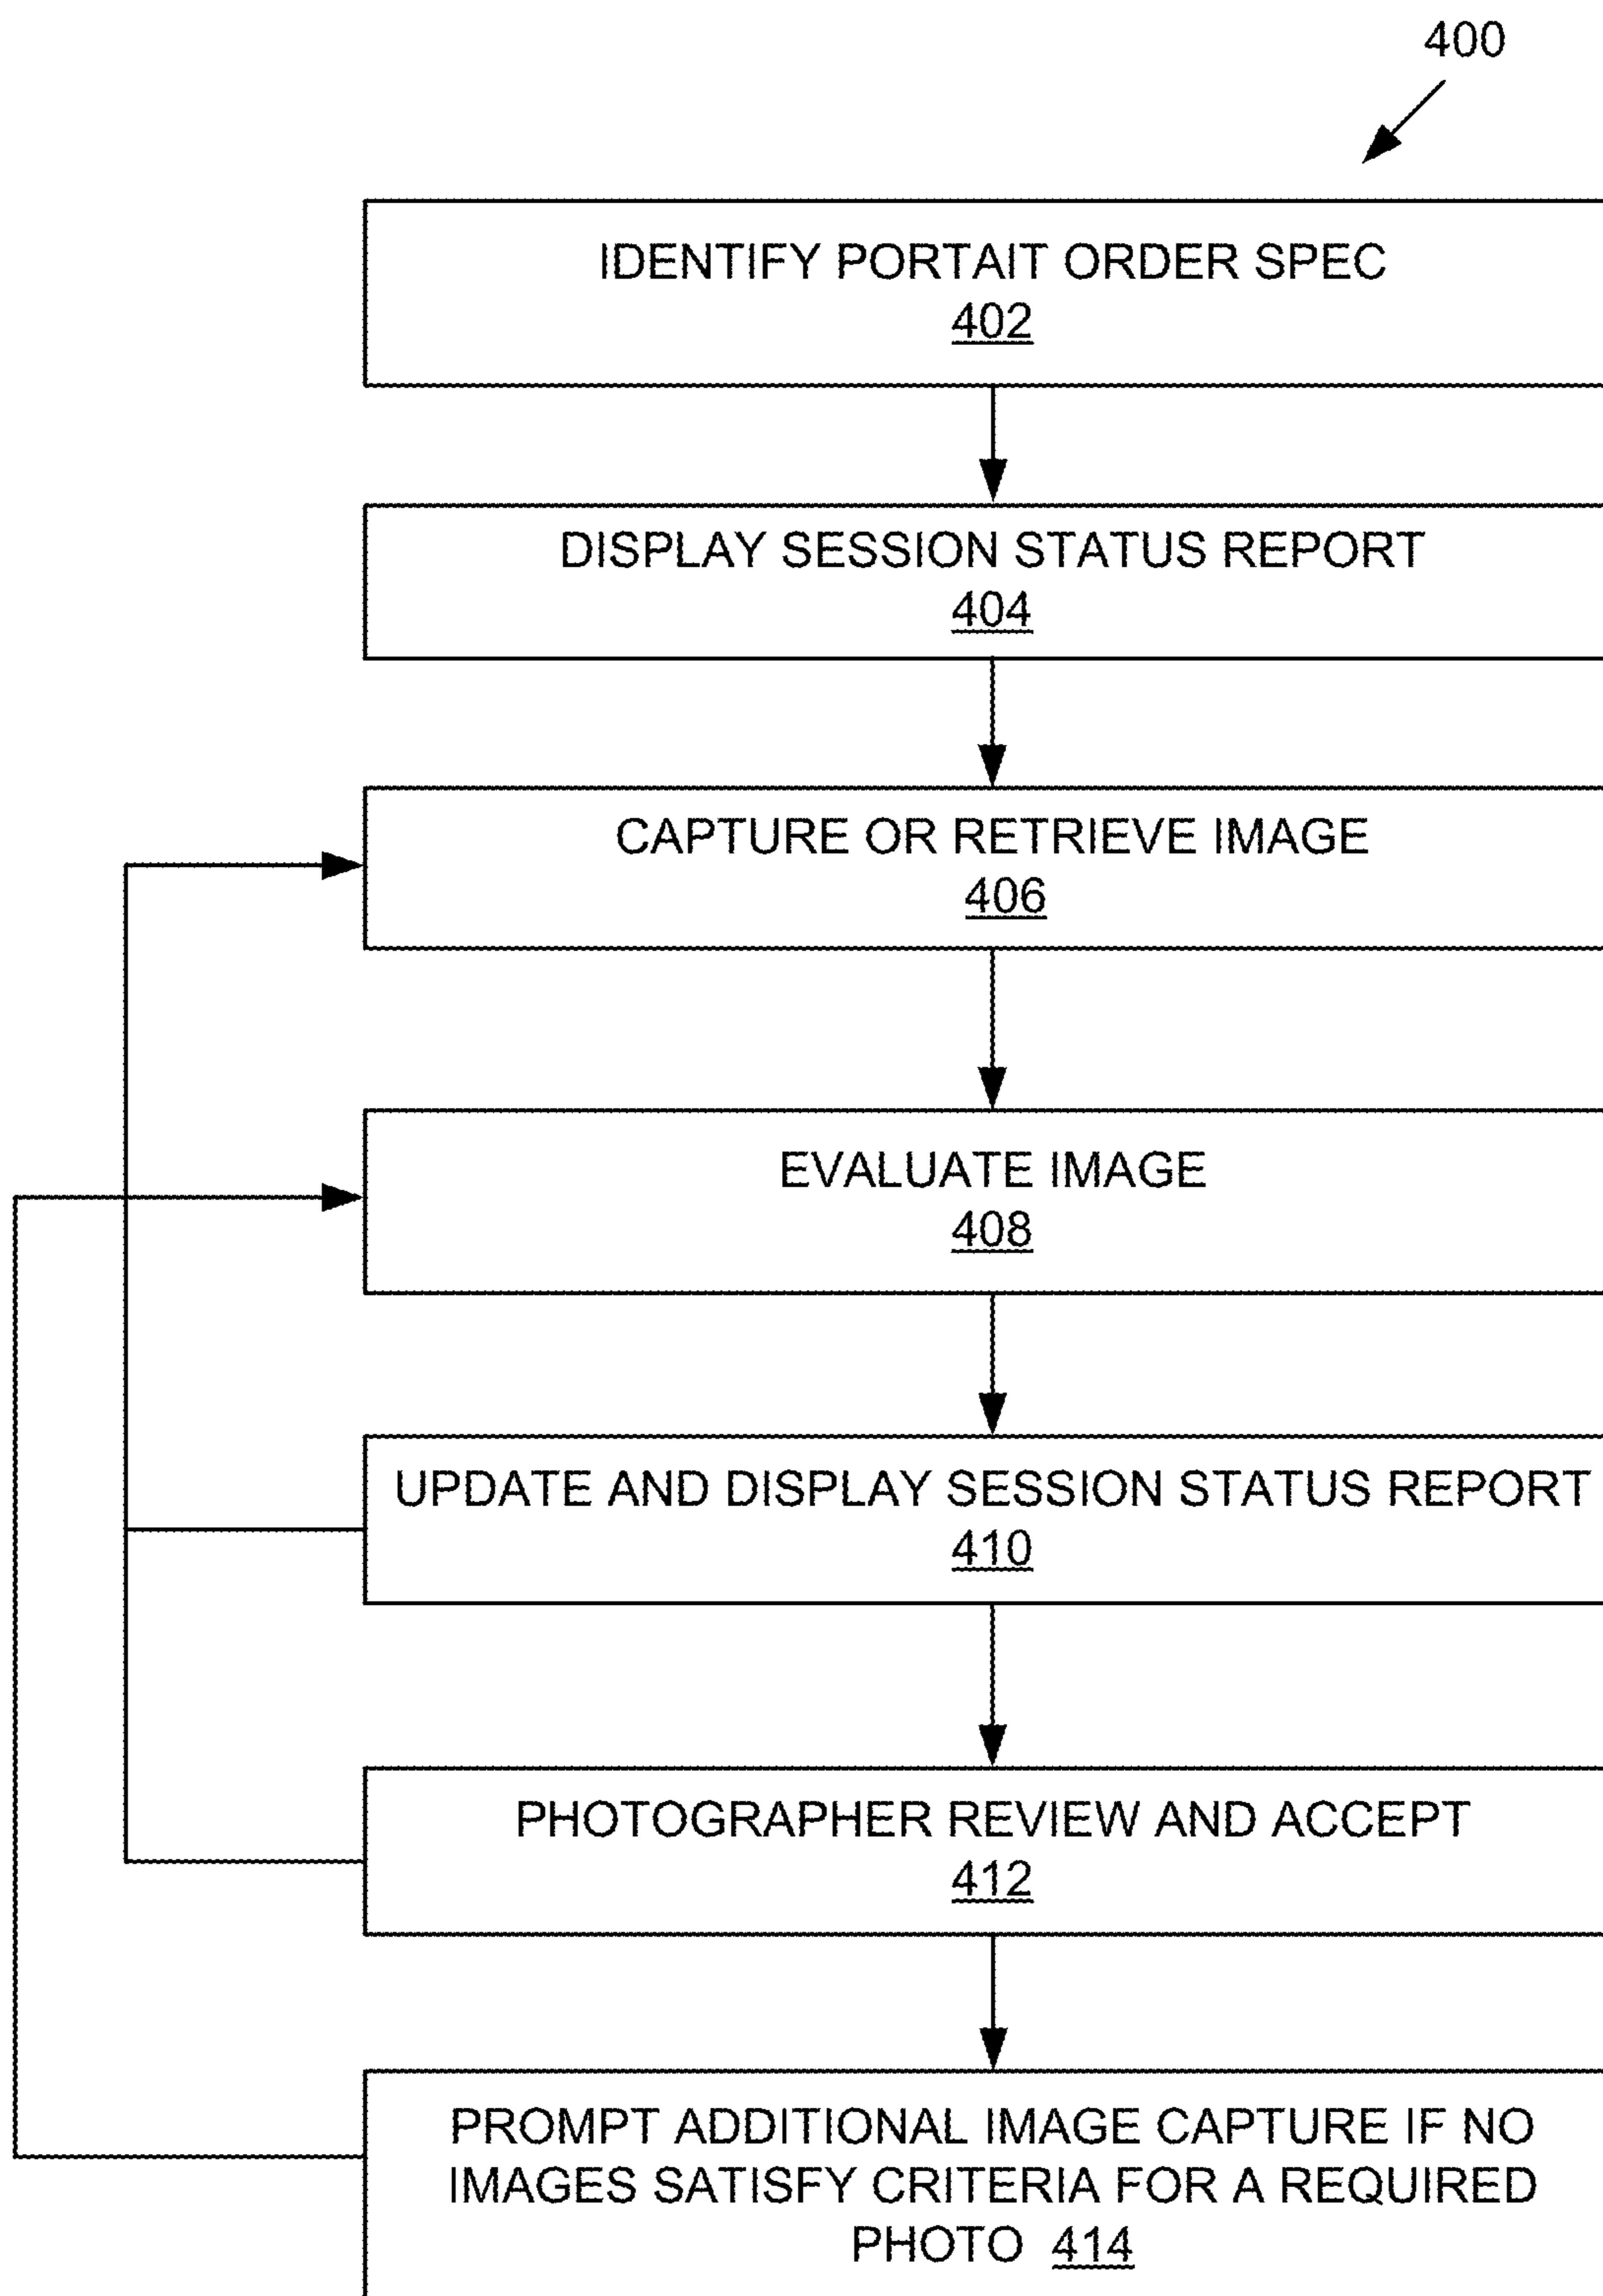 400
IDENTIFY PORTAIT ORDER SPEC
402
DISPLAY SESSION STATUS REPORT
404
CAPTURE OR RETRIEVE IMAGE
406
EVALUATE IMAGE
408
UPDATE AND DISPLAY SESSION STATUS REPORT
410
PHOTOGRAPHER REVIEW AND ACCEPT
412
PROMPT ADDITIONAL IMAGE CAPTURE IF NO
IMAGES SATISFY CRITERIA FOR A REQUIRED
PHOTO 414